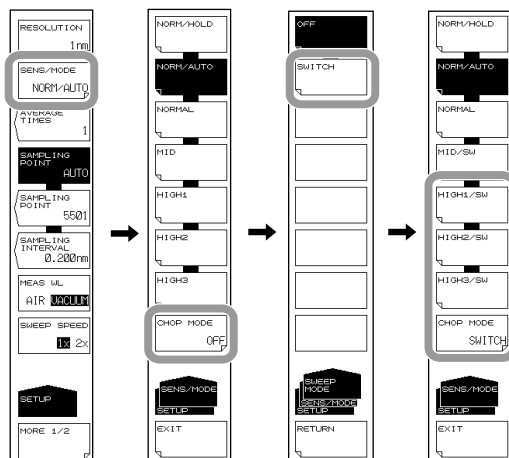 RESOLUTION
1nm
SENS/MODE
NORM/AUTO
AVERAGE
TIMES
1
SAMPLING
POINT
AUTO
SAMPLING
POINT
5501
SAMPLING
INTERVAL
0.200nm
MEAS WL
AIR VACUUM
SWEEP SPEED
1x 2x
SETUP
MORE 1/2
NORM/HOLD
NORM/AUTO
NORMAL
MID
HIGH1
HIGH2
HIGH3
CHOP MODE
OFF
SENS/MODE
SETUP
EXIT
OFF
SWITCH
SWEEP
MODE
SENS/MODE
SETUP
RETURN
NORM/HOLD
NORM/AUTO
NORMAL
MID/SW
HIGH1/SW
HIGH2/SW
HIGH3/SW
CHOP MODE
SWITCH
SENS/MODE
SETUP
EXIT